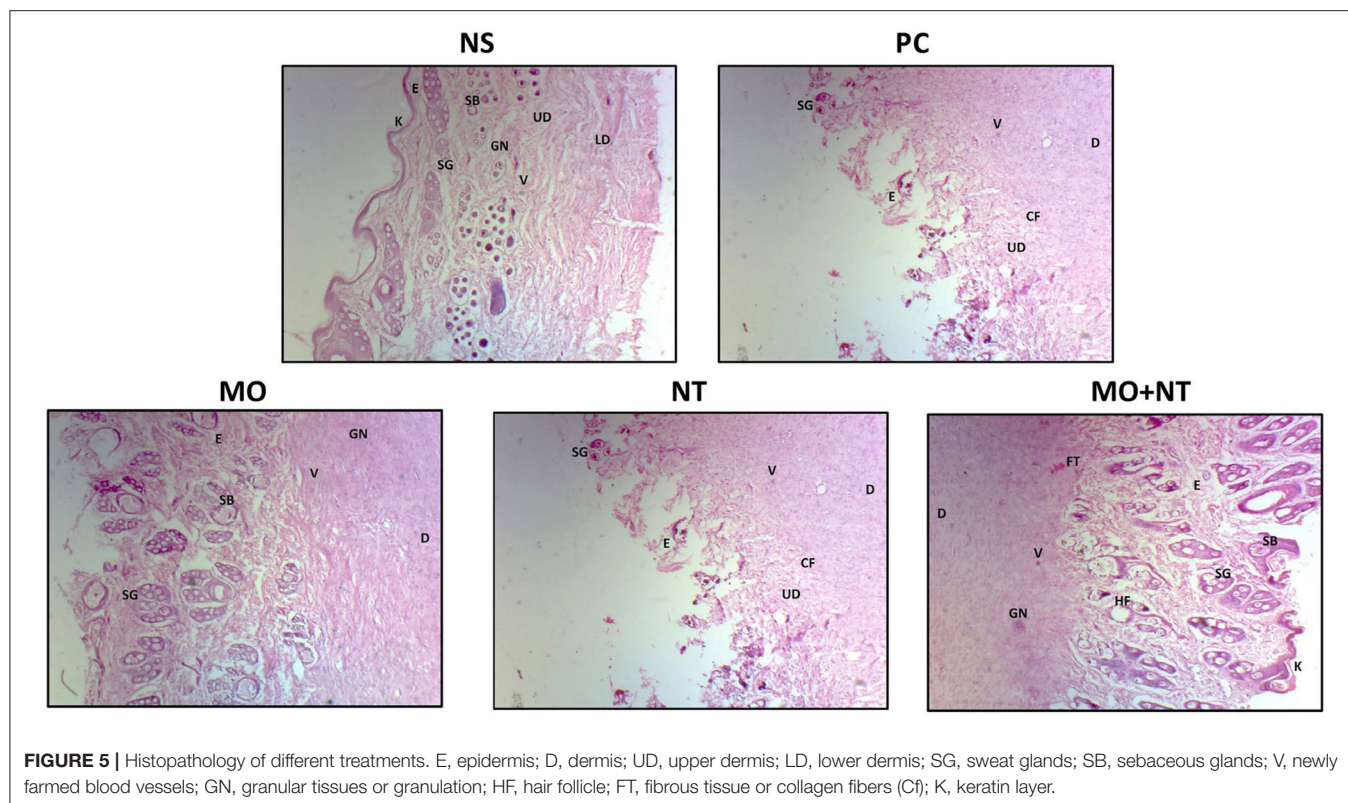 NS
PC
E
K
SB
UD
GN
LD
SG
V
SG
V
D
E
CF
UD
MO
NT
MO+NT
E
GN
V
SB
D
SG
SG
V
D
E
CF
UD
FT
E
D
SB
V
SG
HF
GN
K
FIGURE 5 | Histopathology of different treatments. E, epidermis; D, dermis; UD, upper dermis; LD, lower dermis; SG, sweat glands; SB, sebaceous glands; V, newly
farmed blood vessels; GN, granular tissues or granulation; HF, hair follicle; FT, fibrous tissue or collagen fibers (Cf); K, keratin layer.